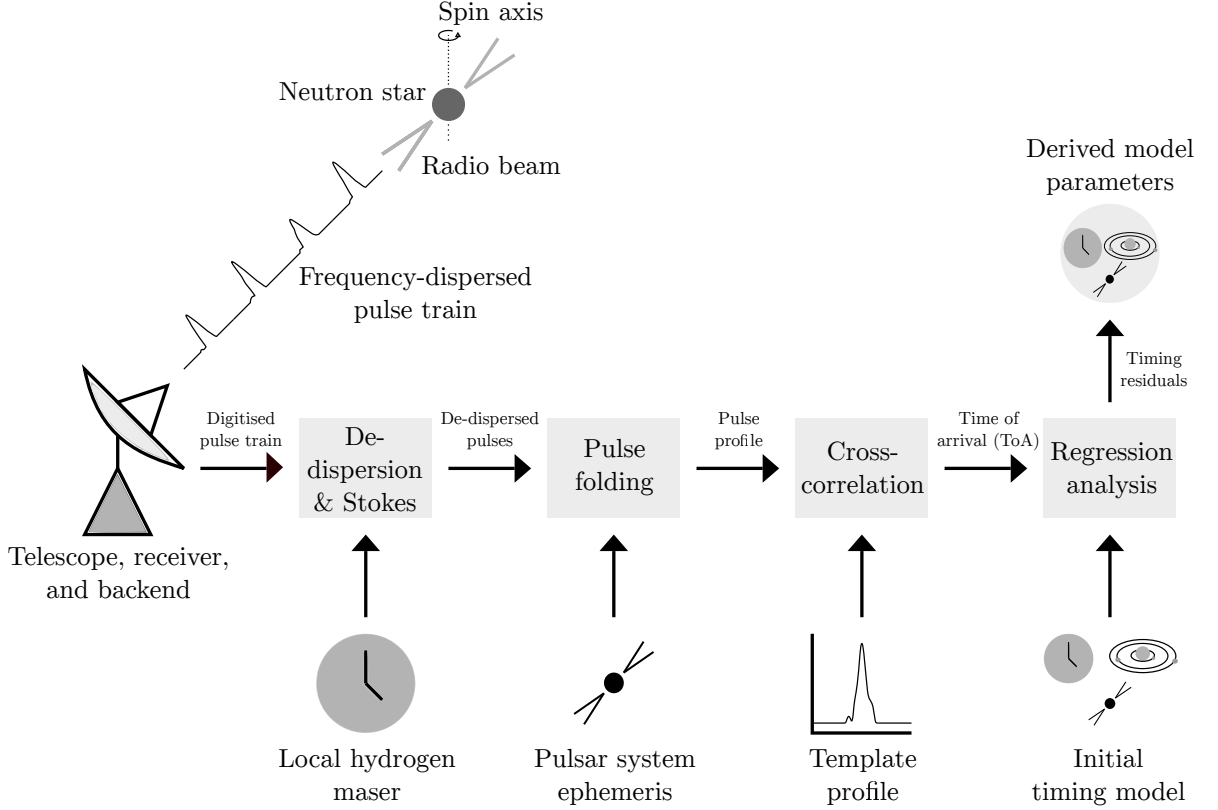 Spin axis
Neutron star
Radio beam
Frequency-dispersed
pulse train
Derived model
parameters
Timing
residuals
Digitised
pulse train
De-
dispersion
& Stokes
De-dispersed
pulses
Pulse
folding
Pulse
profile
Cross-
correlation
Time of
arrival (ToA)
Regression
analysis
Telescope, receiver,
and backend
Local hydrogen
maser
Pulsar system
ephemeris
Template
profile
Initial
timing model